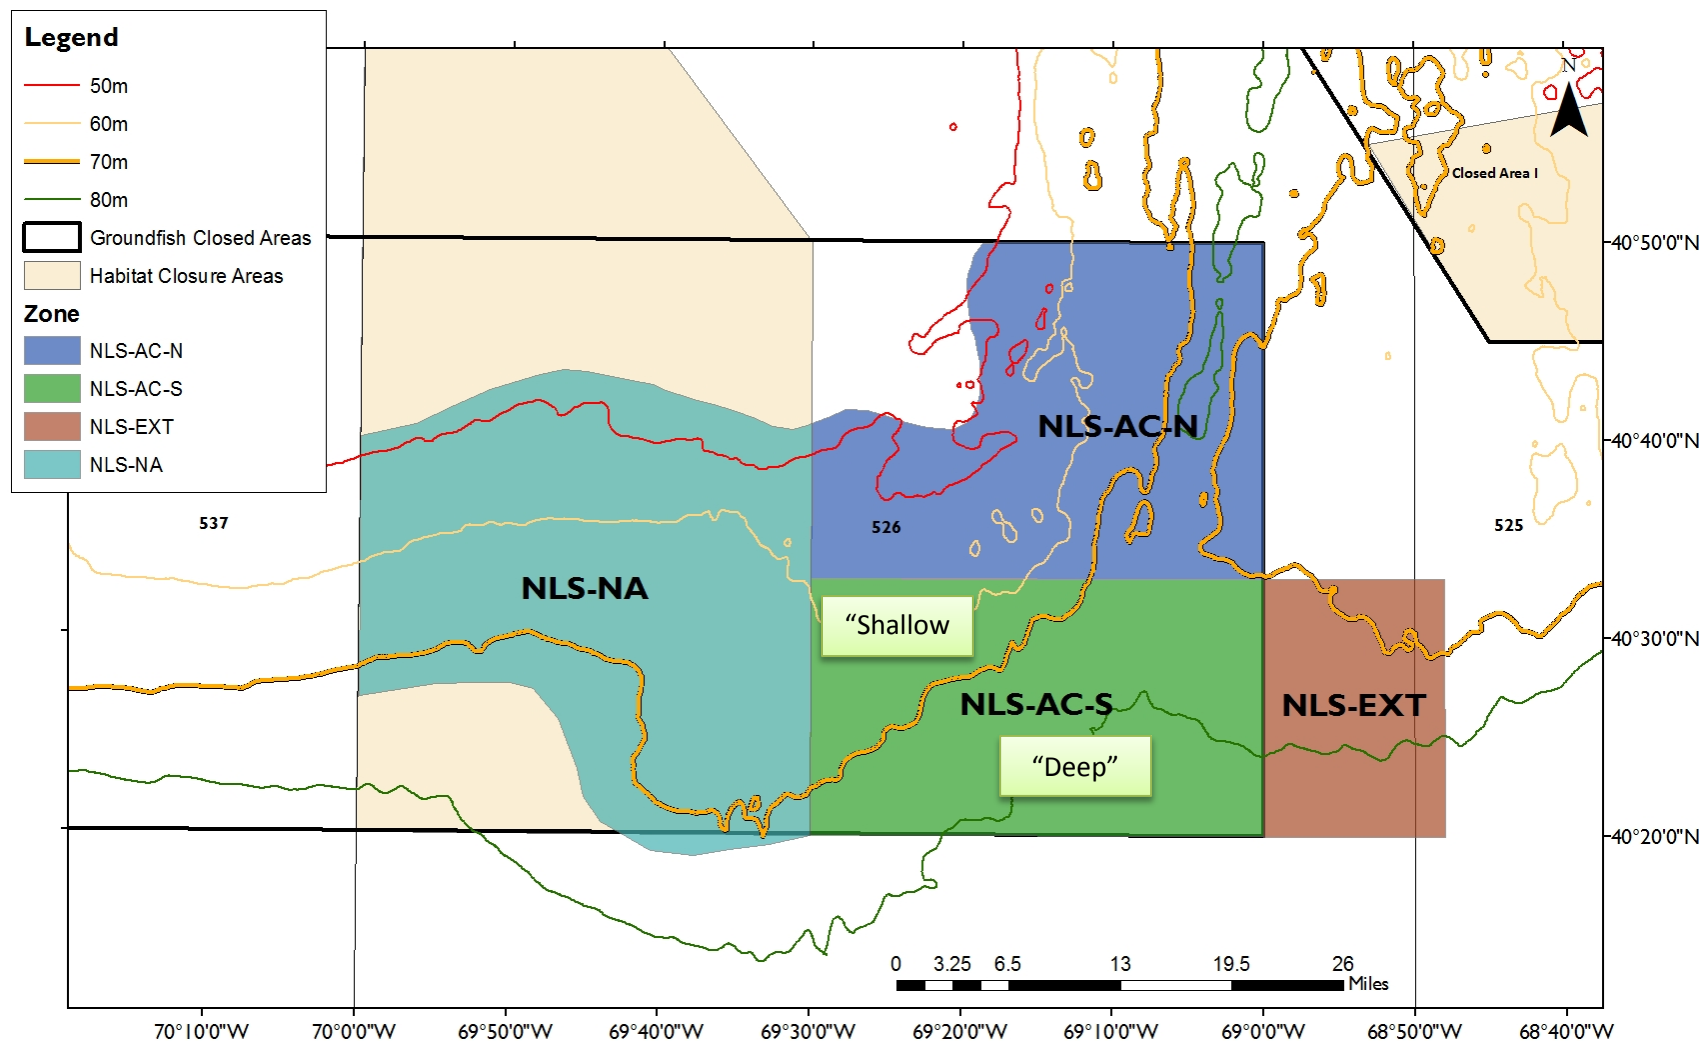 Legend
50m
60m
70m
80m
Groundfish Closed Areas
Habitat Closure Areas
Zone
NLS-AC-N
NLS-AC-S
NLS-EXT
NLS-NA
N
Closed Area I
40°50'0"N
NLS-AC-N
40°40'0"N
537
526
525
NLS-NA
"Shallow
40°30'0"N
NLS-AC-S
NLS-EXT
"Deep"
40°20'0"N
0 3.25 6.5 13 19.5 26
Miles
70°10'0"W 70°0'0"W 69°50'0"W 69°40'0"W 69°30'0"W 69°20'0"W 69°10'0"W 69°0'0"W 68°50'0"W 68°40'0"W